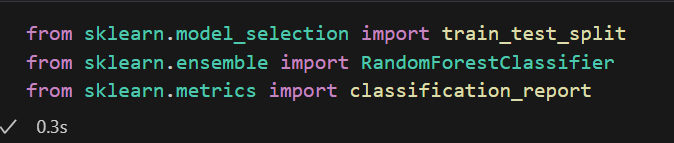 from sklearn.model_selection import train_test_split
from sklearn.ensemble import RandomForestClassifier
from sklearn.metrics import classification_report
0.3s